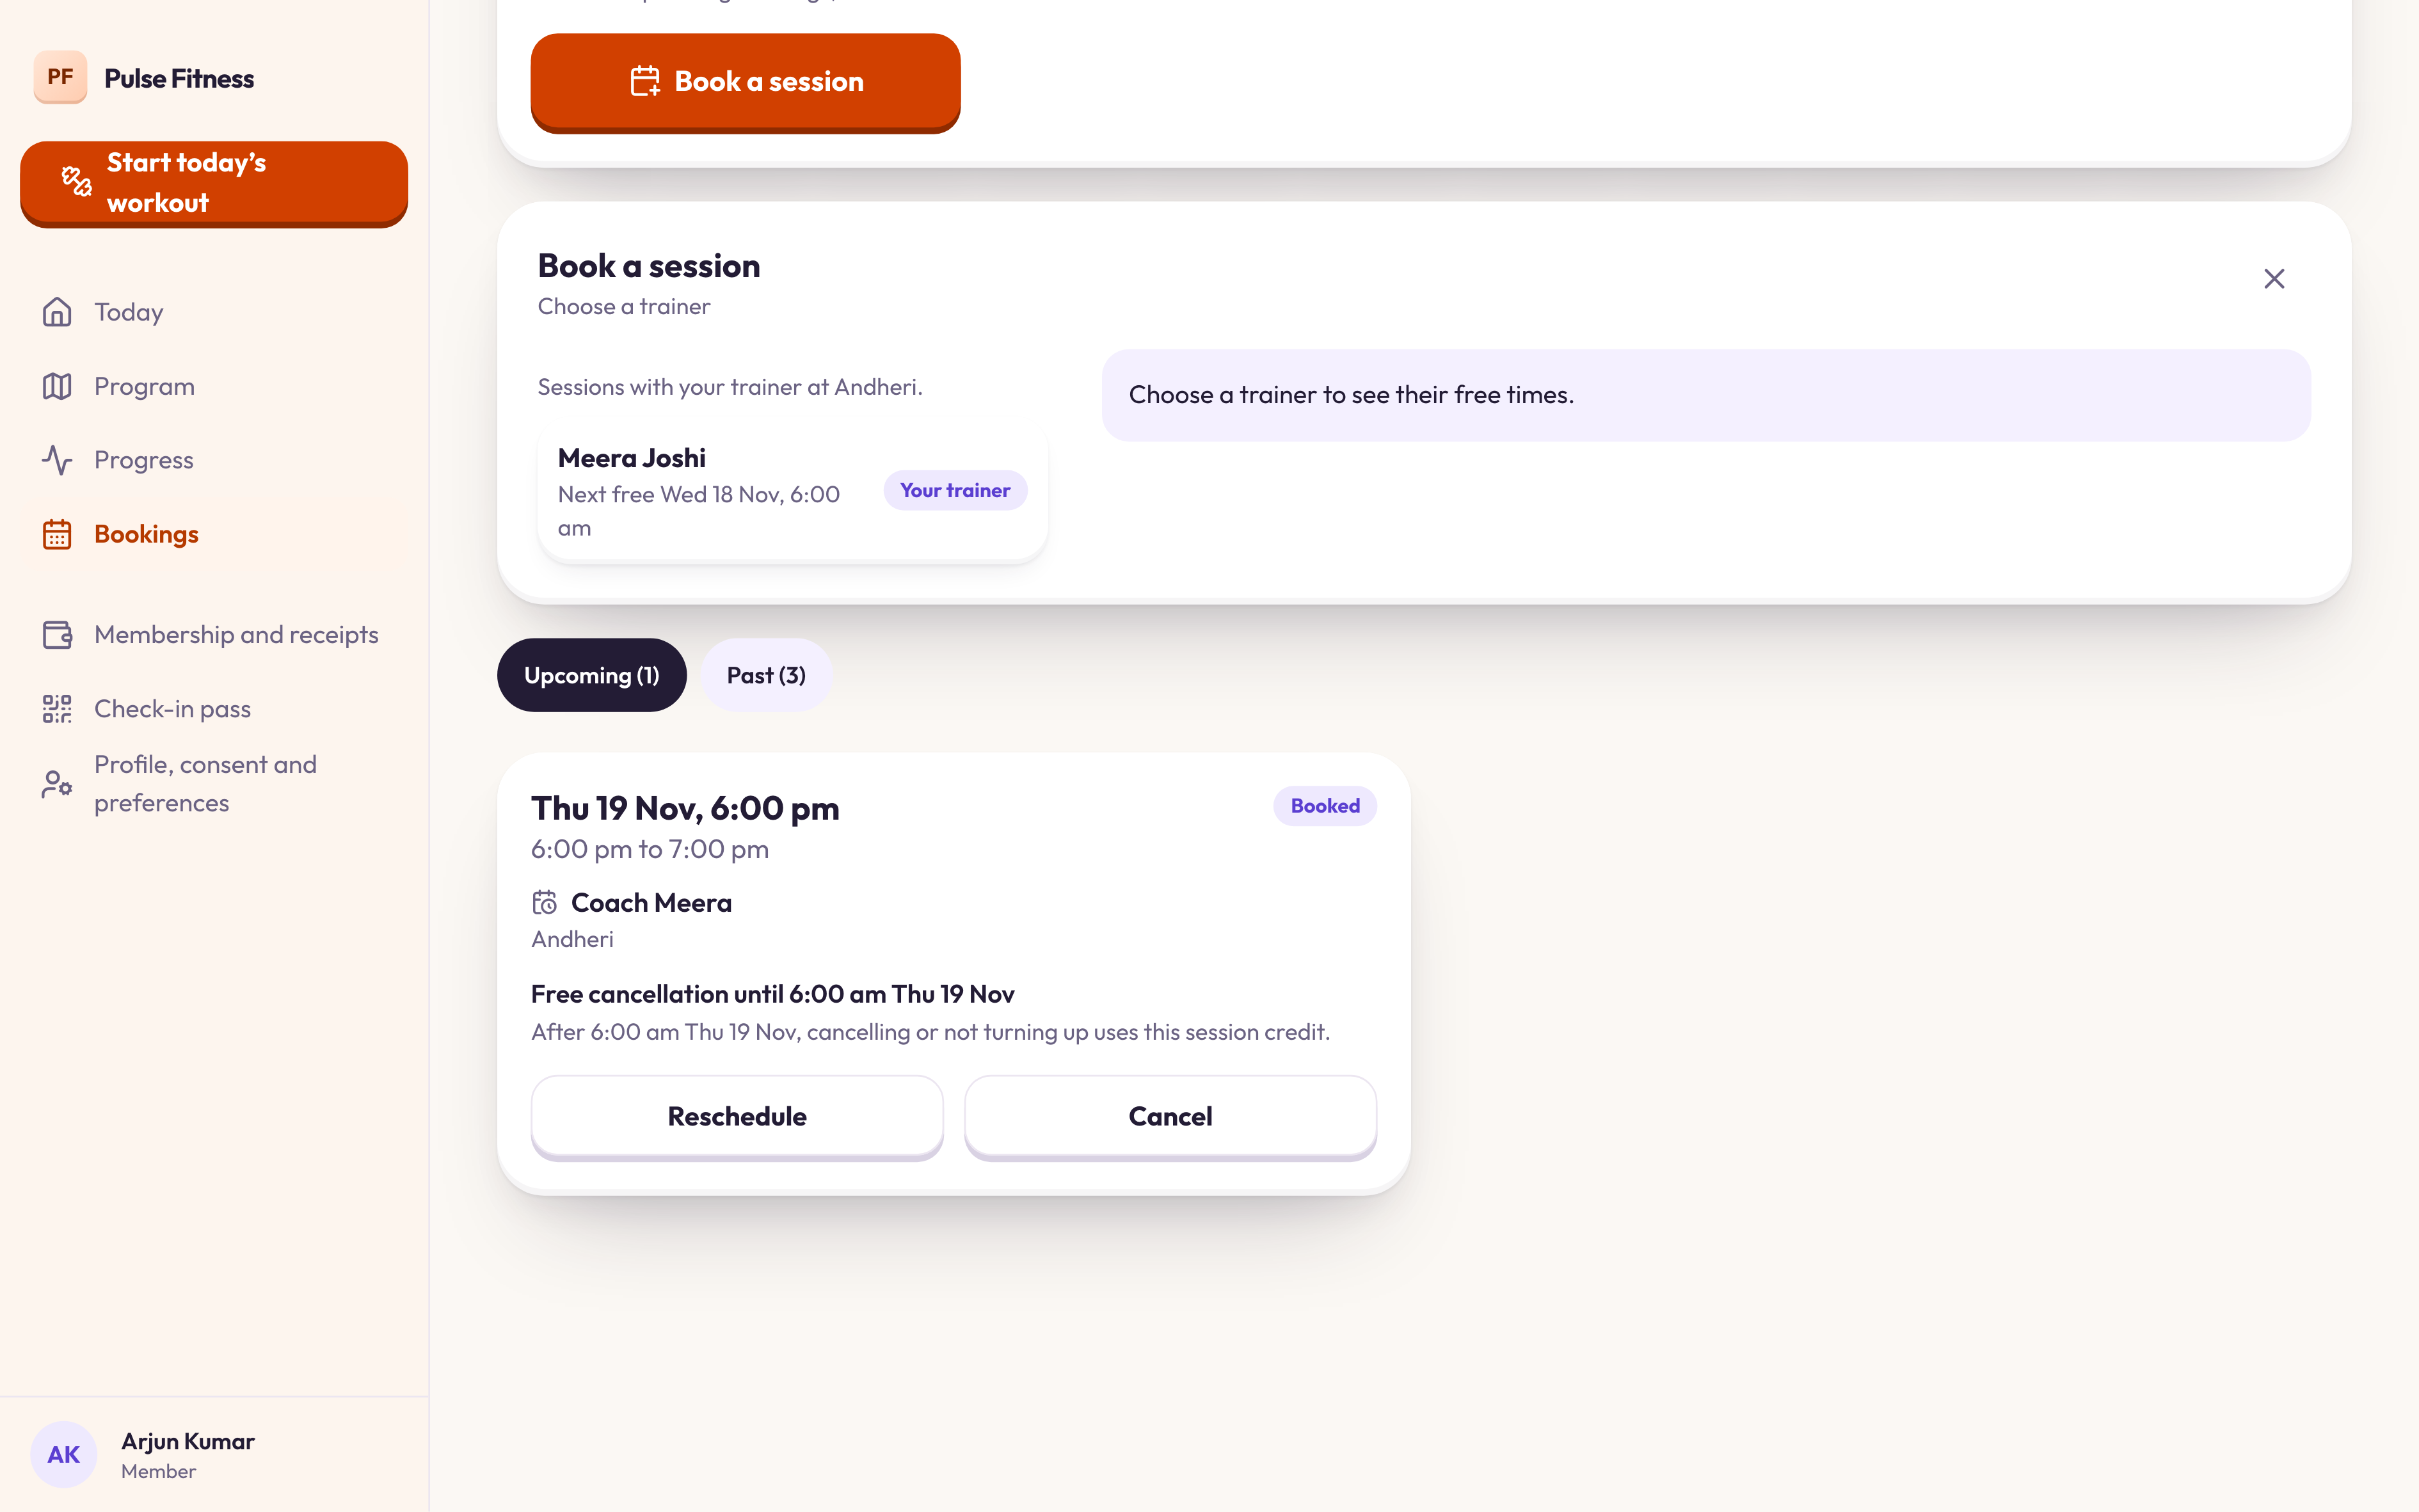 PF
Pulse Fitness
Start today's
workout
Today
Program
Progress
Bookings
Membership and receipts
Check-in pass
Profile, consent and
preferences
AK
Arjun Kumar
Member
Book a session
Book a session
Choose a trainer
Sessions with your trainer at Andheri.
Meera Joshi
Next free Wed 18 Nov, 6:00
am
Your trainer
Choose a trainer to see their free times.
Upcoming (1)
Past (3)
Thu 19 Nov, 6:00 pm
Booked
6:00 pm to 7:00 pm
Coach Meera
Andheri
Free cancellation until 6:00 am Thu 19 Nov
After 6:00 am Thu 19 Nov, cancelling or not turning up uses this session credit.
Reschedule
Cancel